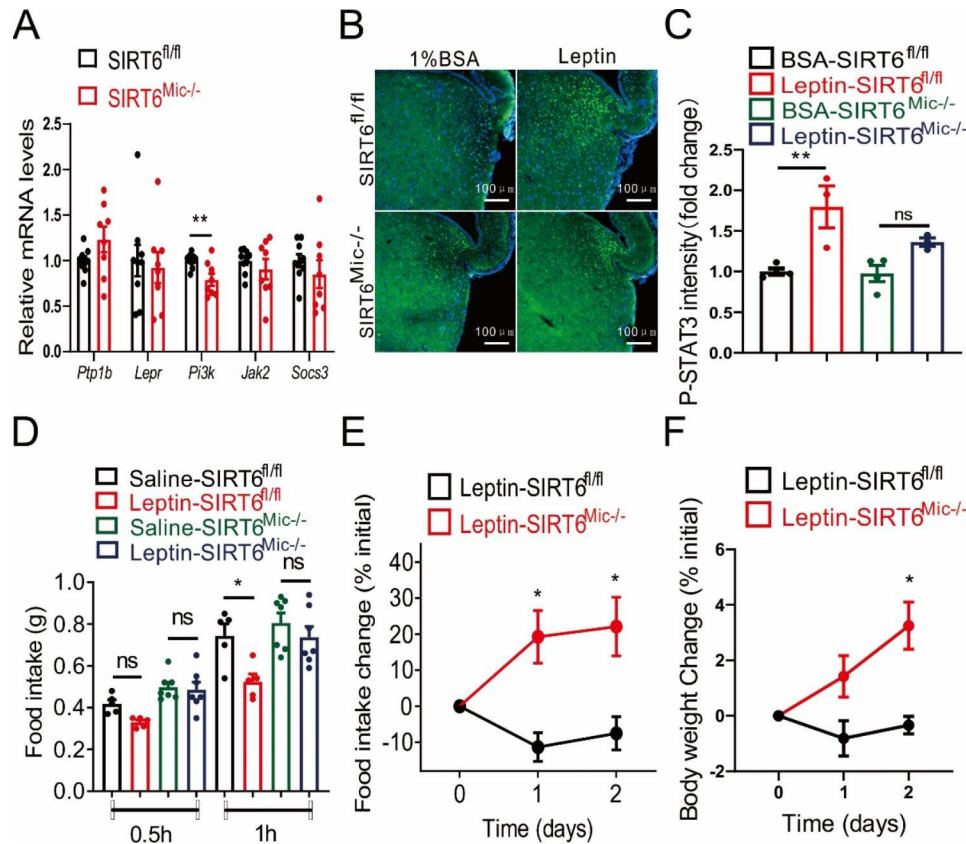 A
SIRT6fl/fl
SIRT6Mic-/-
Relative mRNA levels
2.5
2.0
1.5
1.0
0.5
0.0
**
Ptp1b Lepr Pi3k Jak2 Socs3
B
1%BSA Leptin
SIRT6fl/fl
SIRT6Mic-/-
100 μm
100 μm
100 μm
100 μm
C
BSA-SIRT6fl/fl
Leptin-SIRT6fl/fl
BSA-SIRT6Mic-/-
Leptin-SIRT6Mic-/-
P-STAT3 intensity(fold change)
2.5
2.0
1.5
1.0
0.5
0.0
**
ns
D
Saline-SIRT6fl/fl
Leptin-SIRT6fl/fl
Saline-SIRT6Mic-/-
Leptin-SIRT6Mic-/-
Food intake (g)
1.0
0.8
0.6
0.4
0.2
0.0
ns
ns
*
ns
0.5h 1h
E
Leptin-SIRT6fl/fl
Leptin-SIRT6Mic-/-
Food intake change (% initial)
40
30
20
10
0
-10
* *
0 1 2
Time (days)
F
Leptin-SIRT6fl/fl
Leptin-SIRT6Mic-/-
Body weight Change (% initial)
6
4
2
0
-2
*
0 1 2
Time (days)